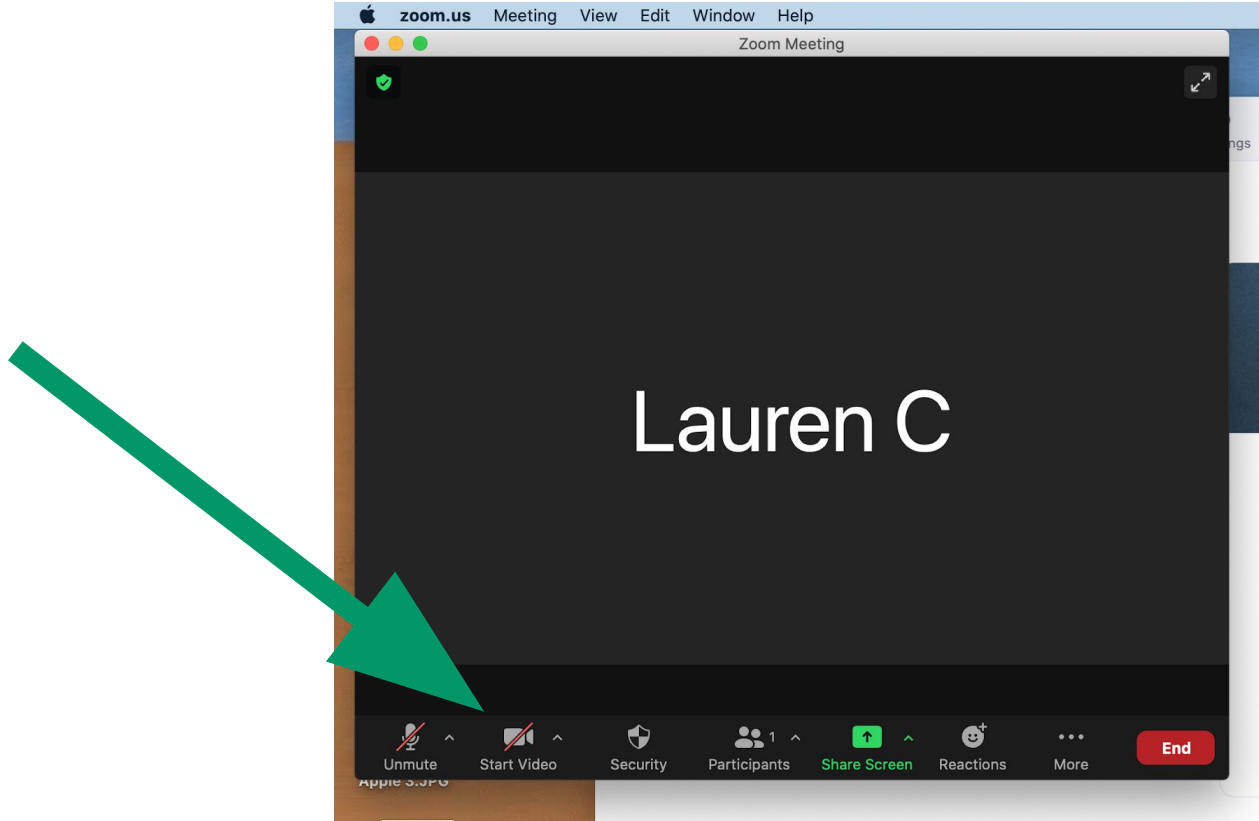 zoom.us Meeting View Edit Window Help
Zoom Meeting
ngs
Lauren C
1
Unmute Start Video Security Participants Share Screen Reactions More End
Apple 3.JPG